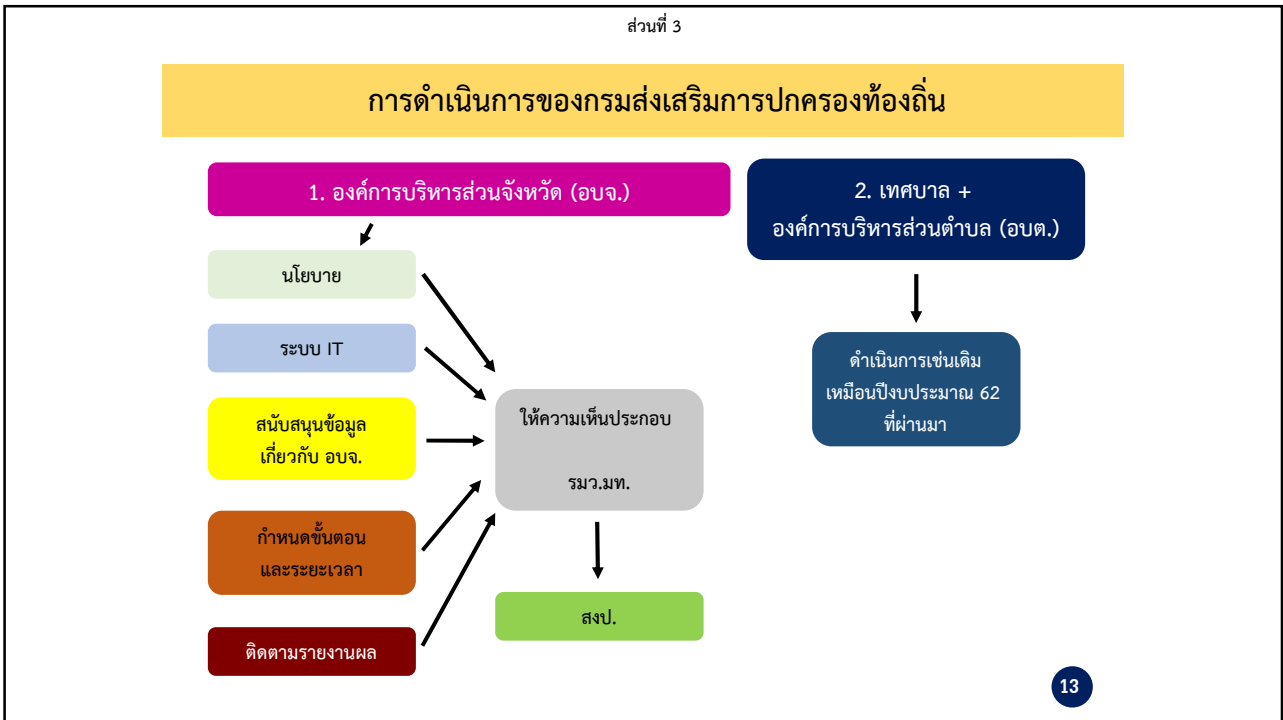 ส่วนที่ 3
การดำเนินการของกรมส่งเสริมการปกครองท้องถิ่น
1. องค์การบริหารส่วนจังหวัด (อบจ.)
นโยบาย
ระบบ IT
สนับสนุนข้อมูล
เกี่ยวกับ อบจ.
กำหนดขั้นตอน
และระยะเวลา
ติดตามรายงานผล
ให้ความเห็นประกอบ
รมว.มท.
สงป.
2. เทศบาล +
องค์การบริหารส่วนตำบล (อบต.)
ดำเนินการเช่นเดิม
เหมือนปีงบประมาณ 62
ที่ผ่านมา
13